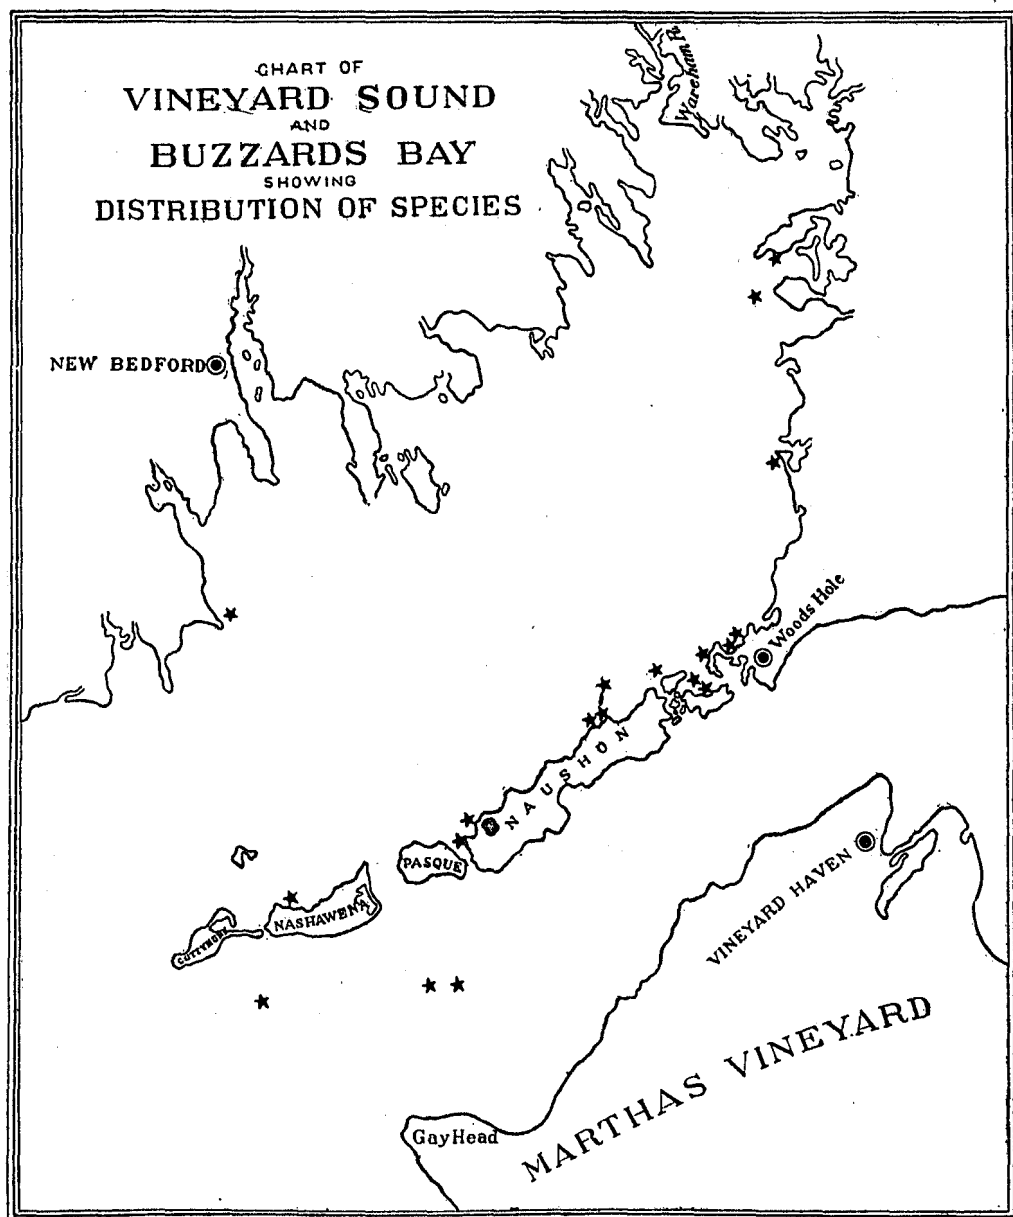 CHART OF
VINEYARD SOUND
AND
BUZZARDS BAY
SHOWING
DISTRIBUTION OF SPECIES
Wareham R.
NEW BEDFORD
Woods Hole
NAUSHON
PASQUE
NASHAWENA
CUTTYHUNK
VINEYARD HAVEN
MARTHAS VINEYARD
Gay Head